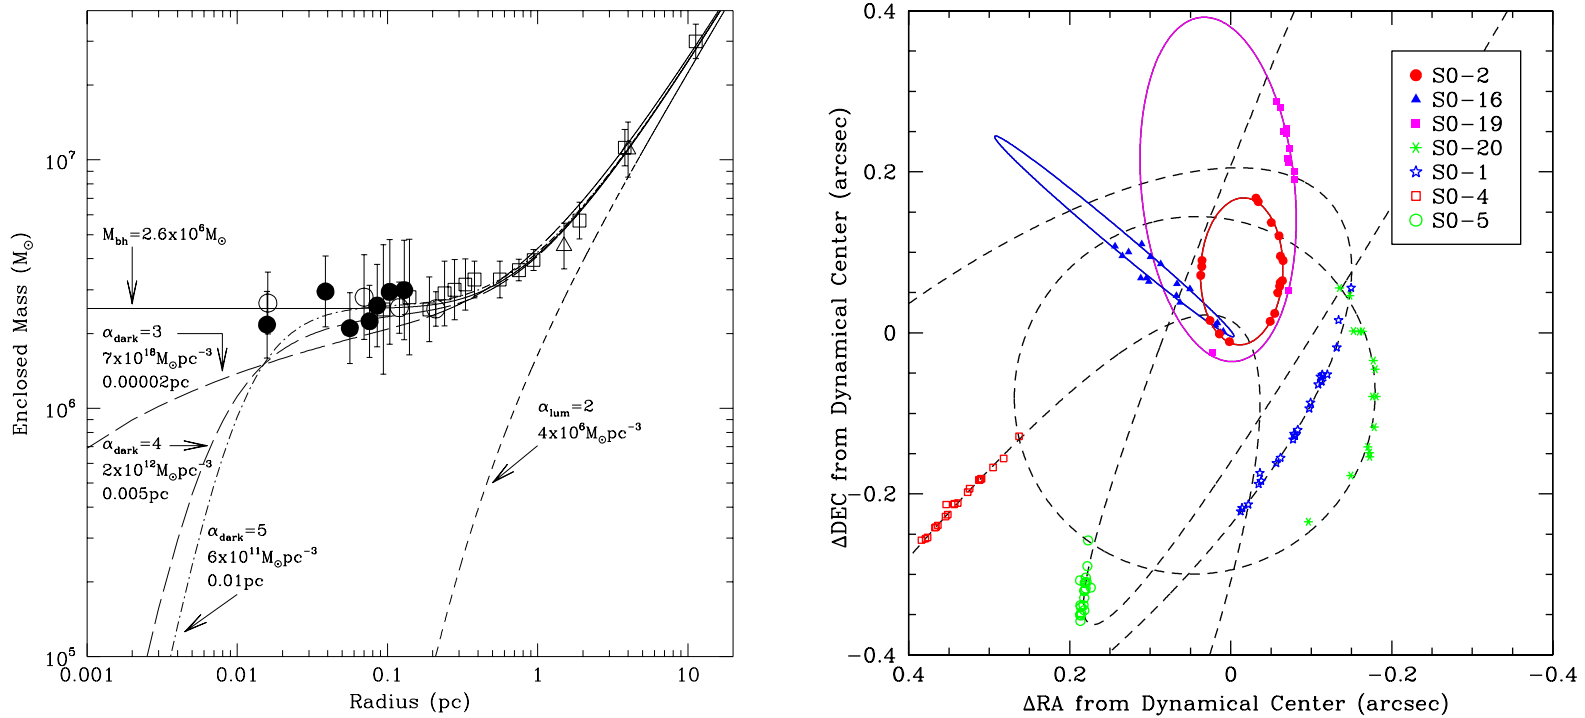 10⁷
10⁶
10⁵
Enclosed Mass (M⊙)
M_bh=2.6x10⁶M⊙
α_dark=3
7x10¹⁸M⊙pc⁻³
0.00002pc
α_dark=4
2x10¹²M⊙pc⁻³
0.005pc
α_dark=5
6x10¹¹M⊙pc⁻³
0.01pc
α_lum=2
4x10⁶M⊙pc⁻³
0.001 0.01 0.1 1 10
Radius (pc)
0.4
0.2
0
−0.2
−0.4
ΔDEC from Dynamical Center (arcsec)
S0−2
S0−16
S0−19
S0−20
S0−1
S0−4
S0−5
0.4 0.2 0 −0.2 −0.4
ΔRA from Dynamical Center (arcsec)